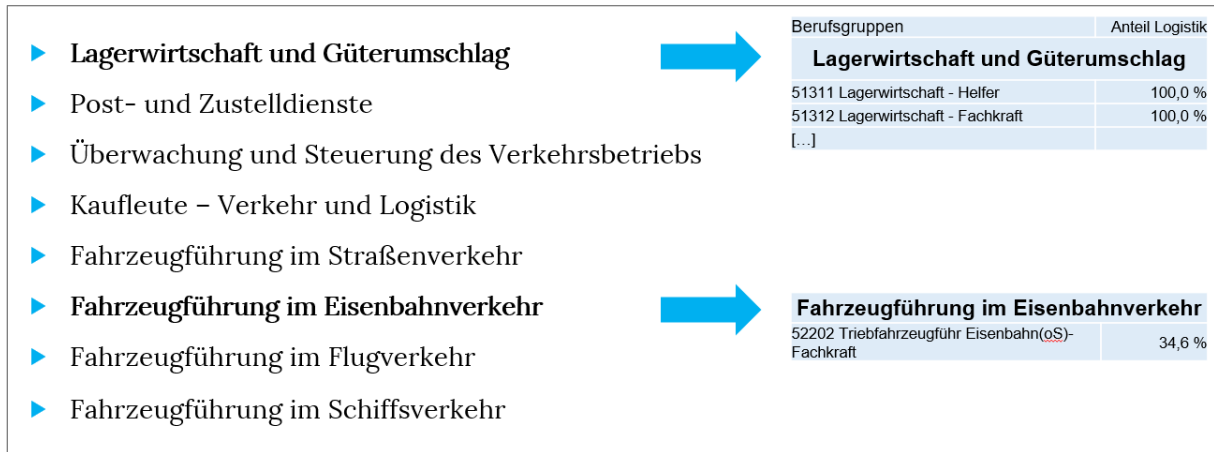 Lagerwirtschaft und Güterumschlag
Post- und Zustelldienste
Überwachung und Steuerung des Verkehrsbetriebs
Kaufleute – Verkehr und Logistik
Fahrzeugführung im Straßenverkehr
Fahrzeugführung im Eisenbahnverkehr
Fahrzeugführung im Flugverkehr
Fahrzeugführung im Schiffsverkehr
Berufsgruppen Anteil Logistik
Lagerwirtschaft und Güterumschlag
51311 Lagerwirtschaft - Helfer 100,0 %
51312 Lagerwirtschaft - Fachkraft 100,0 %
[…]
Fahrzeugführung im Eisenbahnverkehr
52202 Triebfahrzeugführ Eisenbahn(oS)-
Fachkraft 34,6 %